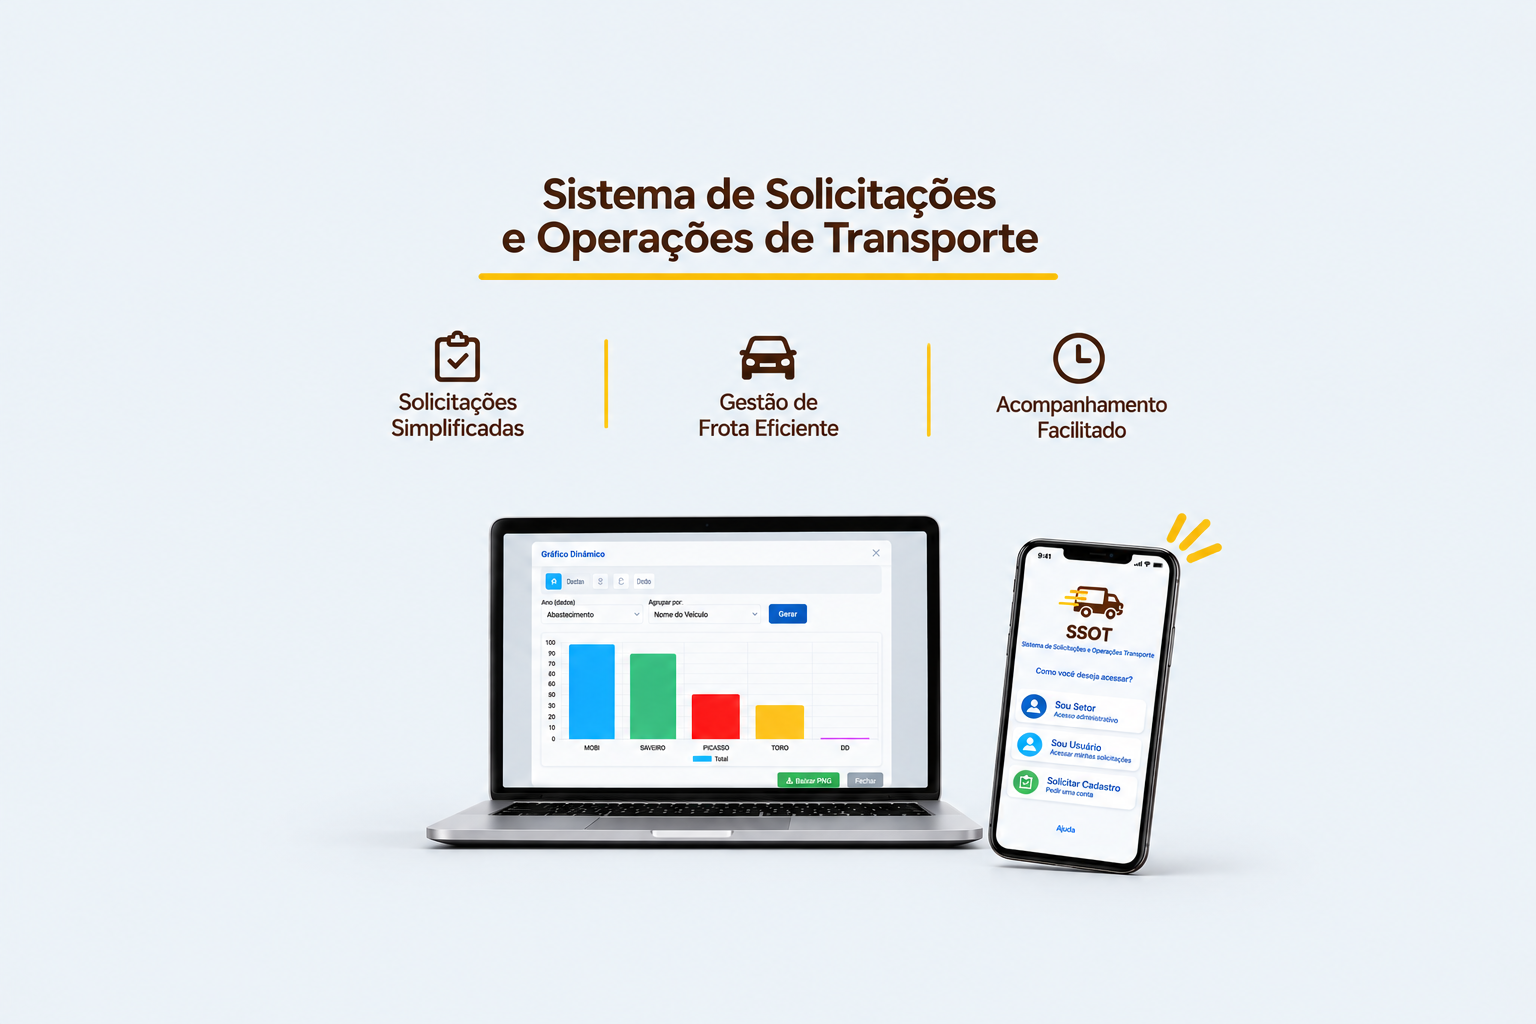 Sistema de Solicitações
e Operações de Transporte
Solicitações
Simplificadas
Gestão de
Frota Eficiente
Acompanhamento
Facilitado
Gráfico Dinâmico
Ano (dados)
Agrupar por:
Abastecimento
Nome do Veículo
Gerar
100
90
70
60
60
50
30
20
10
0
MOBI SAVEIRO PICASSO TORO DD
Total
Baixar PNG
Fechar
9:41
SSOT
Sistema de Solicitações e Operações Transporte
Como você deseja acessar?
Sou Setor
Acesso administrativo
Sou Usuário
Acessar minhas solicitações
Solicitar Cadastro
Pedir uma conta
Ajuda